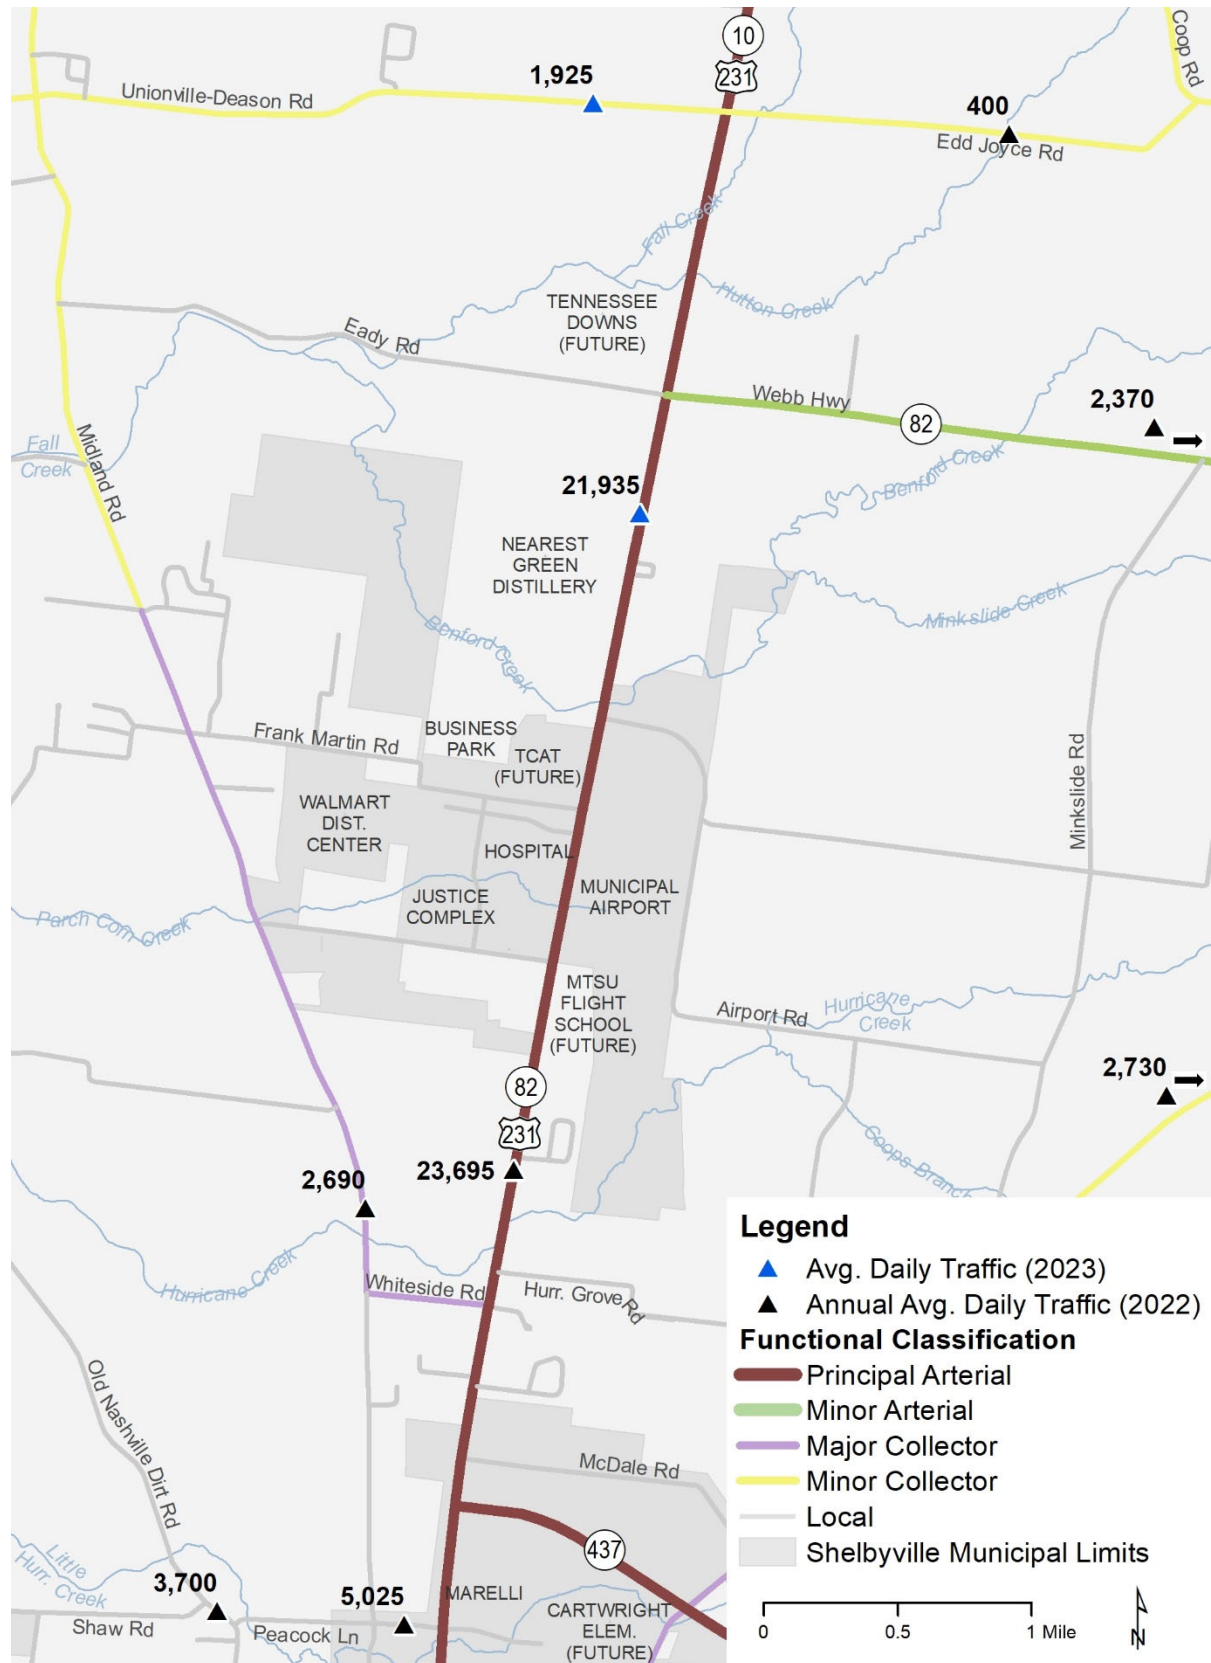 10
231
1,925
Unionville-Deason Rd
Coop Rd
400
Edd Joyce Rd
Fall Creek
Hutton Creek
TENNESSEE
DOWNS
(FUTURE)
Eady Rd
Webb Hwy
82
2,370
Fall
Creek
Midland Rd
Benford Creek
21,935
NEAREST
GREEN
DISTILLERY
Minkslide Creek
Benford Creek
Frank Martin Rd
BUSINESS
PARK
TCAT
(FUTURE)
Minkslide Rd
WALMART
DIST.
CENTER
HOSPITAL
JUSTICE
COMPLEX
MUNICIPAL
AIRPORT
Parch Corn Creek
MTSU
FLIGHT
SCHOOL
(FUTURE)
Airport Rd
Hurricane
Creek
2,730
82
231
Coops Branch
2,690
23,695
Hurricane Creek
Whiteside Rd
Hurr. Grove Rd
Old Nashville Dirt Rd
McDale Rd
437
Little
Hurr. Creek
3,700
5,025
MARELLI
Shaw Rd
Peacock Ln
CARTWRIGHT
ELEM.
(FUTURE)
Legend
Avg. Daily Traffic (2023)
Annual Avg. Daily Traffic (2022)
Functional Classification
Principal Arterial
Minor Arterial
Major Collector
Minor Collector
Local
Shelbyville Municipal Limits
0 0.5 1 Mile
N